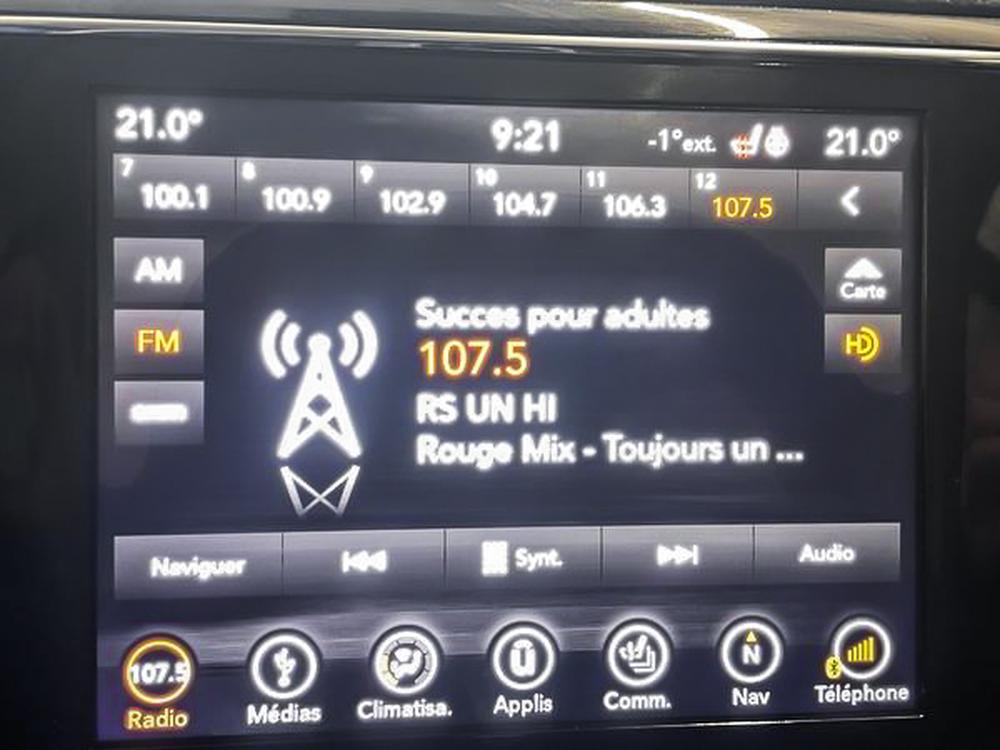 21.0° 9:21 -1°ext. 21.0°
7 100.1 8 100.9 9 102.9 10 104.7 11 106.3 12 107.5
AM
Carte
FM
HD
Succes pour adultes
107.5
RS UN HI
Rouge Mix - Toujours un ...
Naviguer Synt. Audio
107.5 N
Radio Médias Climatisa. Applis Comm. Nav Téléphone